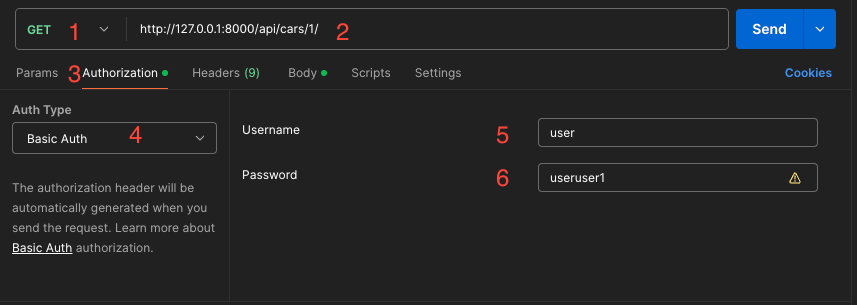 GET 1 http://127.0.0.1:8000/api/cars/1/ 2 Send
Params 3 Authorization Headers (9) Body Scripts Settings Cookies
Auth Type
Basic Auth 4
The authorization header will be
automatically generated when you
send the request. Learn more about
Basic Auth authorization.
Username 5 user
Password 6 useruser1